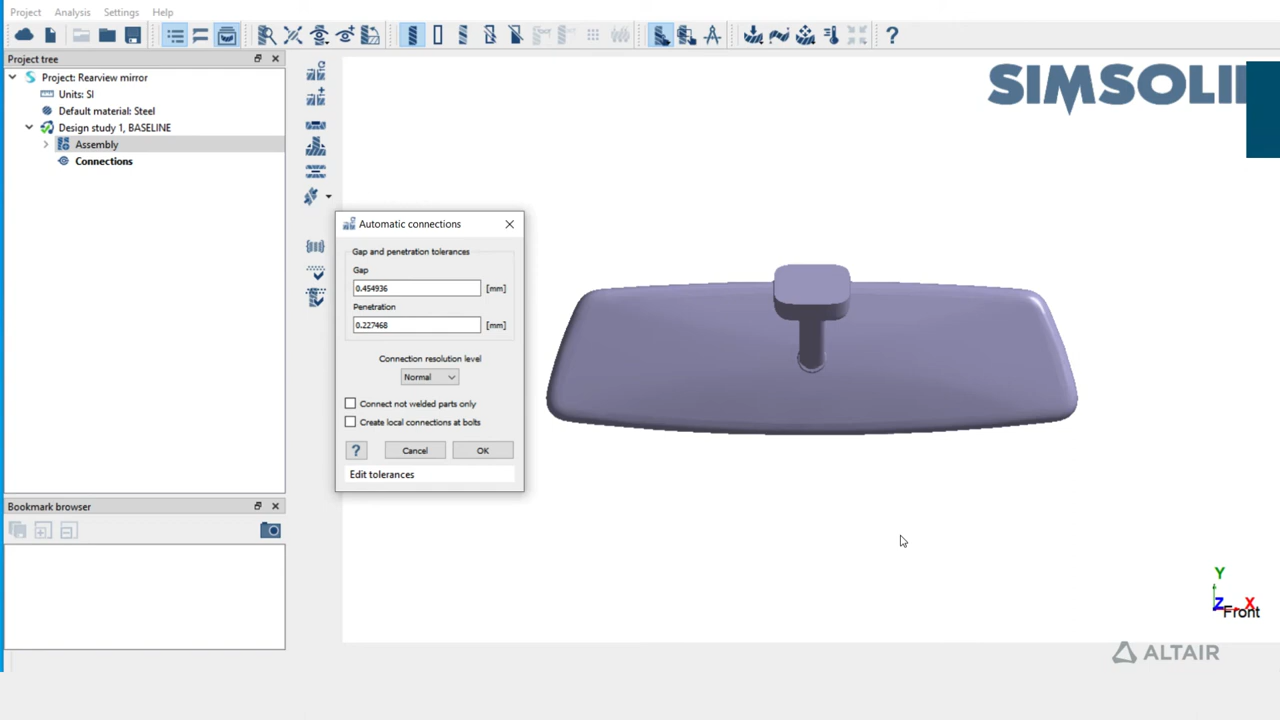 Project Analysis Settings Help
Project tree
Project: Rearview mirror
Units: SI
Default material: Steel
Design study 1, BASELINE
Assembly
Connections
Automatic connections
Gap and penetration tolerances
Gap
0.454936 [mm]
Penetration
0.227468 [mm]
Connection resolution level
Normal
Connect not welded parts only
Create local connections at bolts
? Cancel OK
Edit tolerances
Bookmark browser
SIMSOLI
Y
Z X
Front
ALTAIR